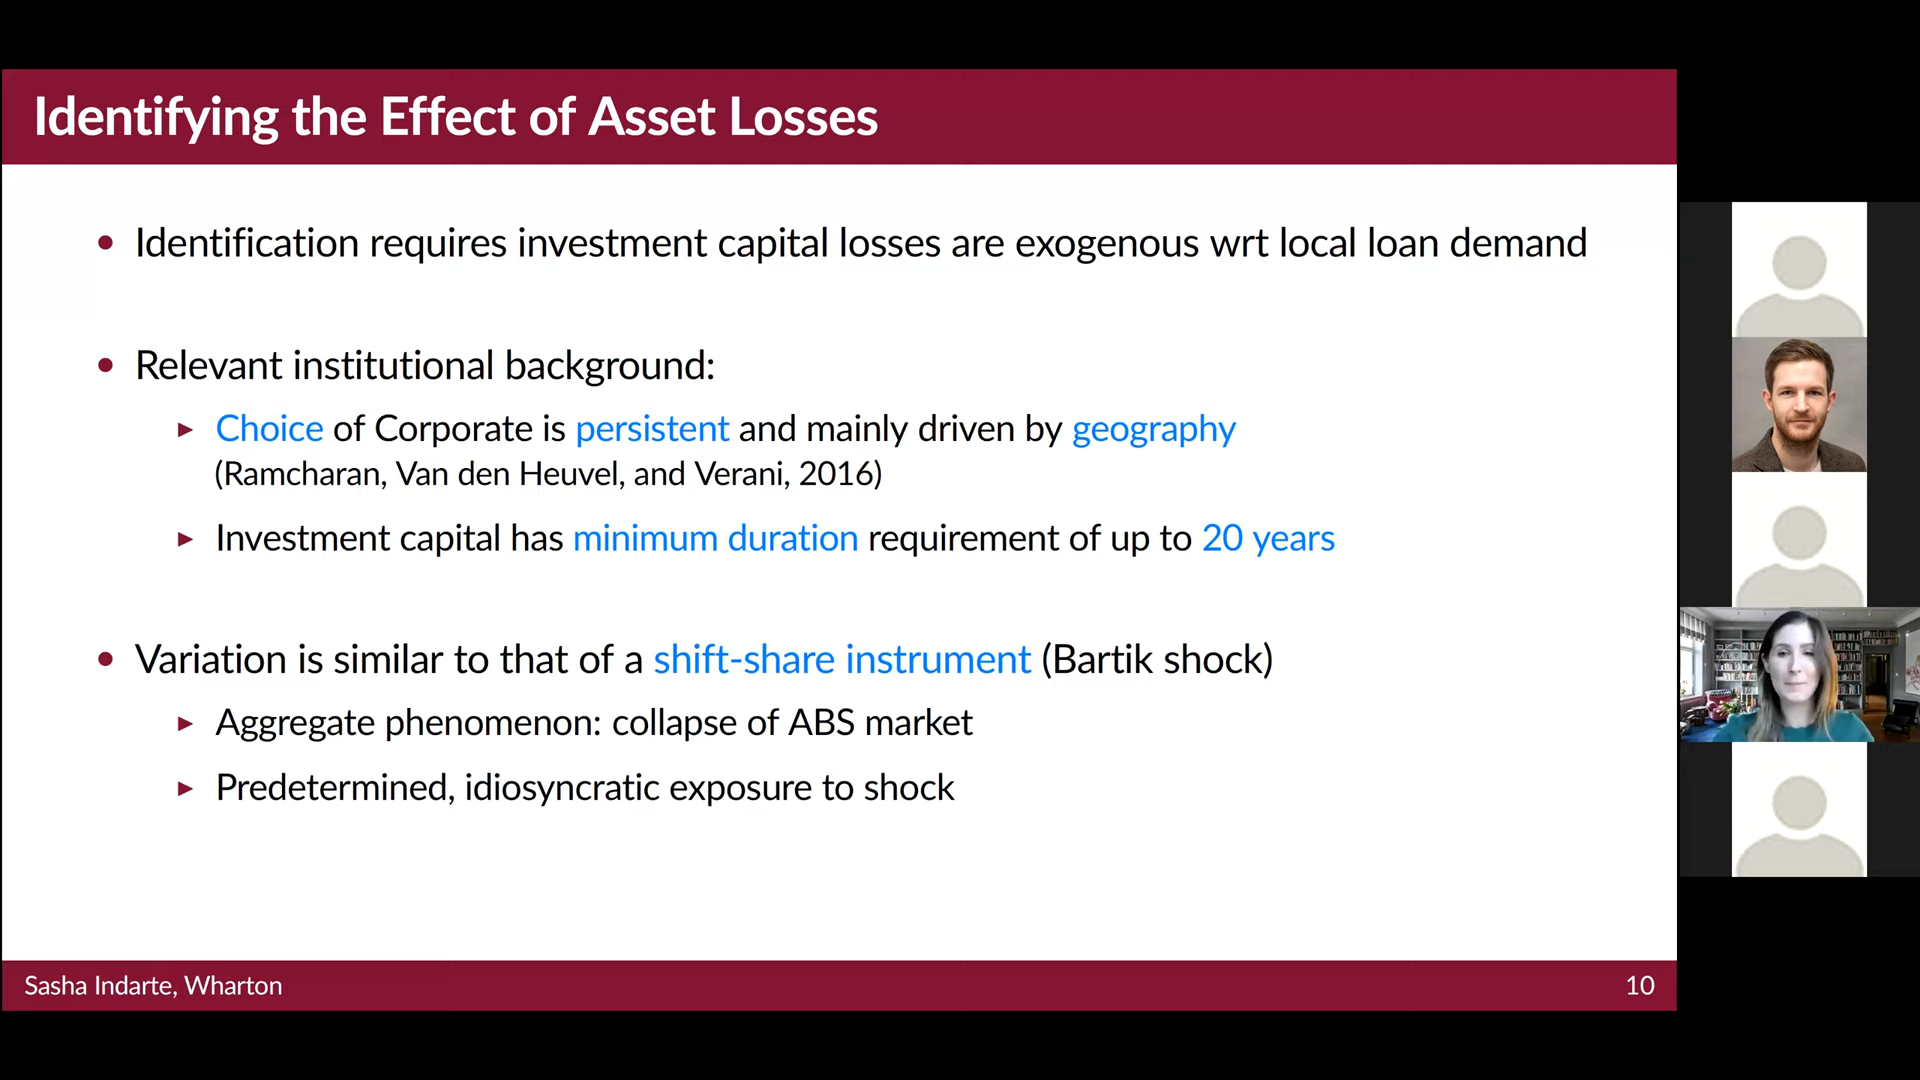 Identifying the Effect of Asset Losses
• Identification requires investment capital losses are exogenous wrt local loan demand
• Relevant institutional background:
► Choice of Corporate is persistent and mainly driven by geography
(Ramcharan, Van den Heuvel, and Verani, 2016)
► Investment capital has minimum duration requirement of up to 20 years
• Variation is similar to that of a shift-share instrument (Bartik shock)
► Aggregate phenomenon: collapse of ABS market
► Predetermined, idiosyncratic exposure to shock
Sasha Indarte, Wharton
10